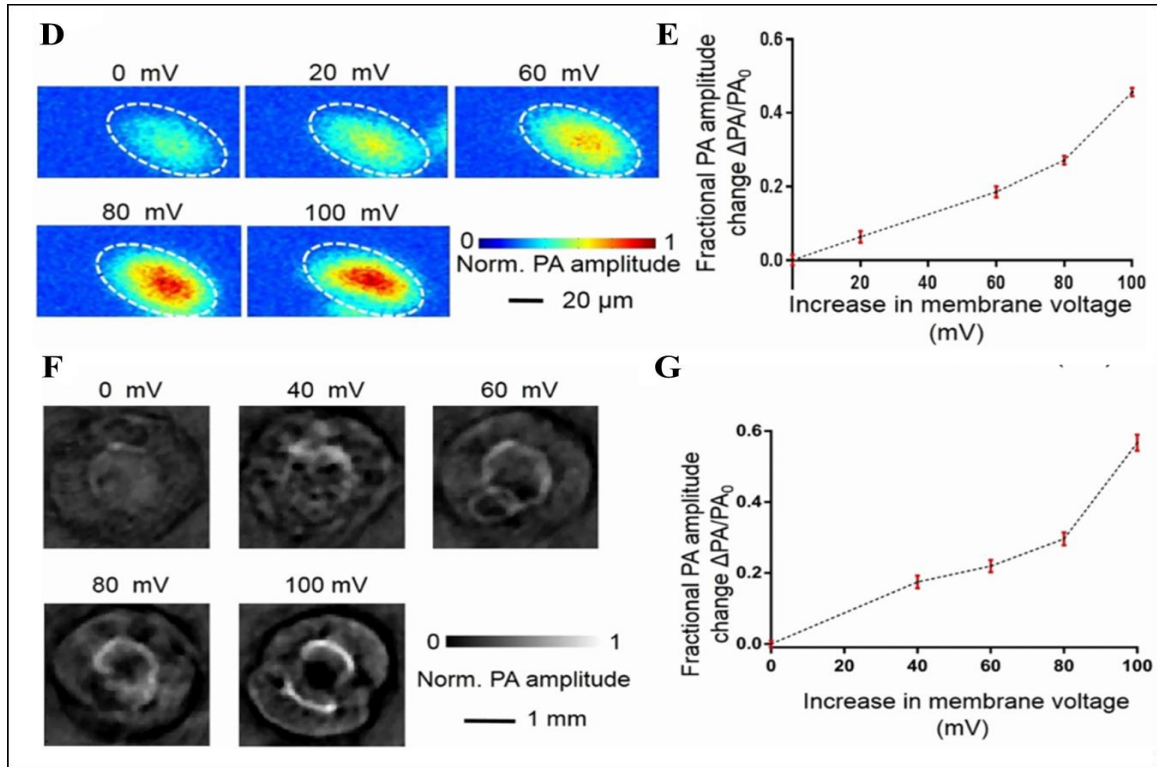 D
0 mV
20 mV
60 mV
80 mV
100 mV
0
1
Norm. PA amplitude
20 μm
E
Fractional PA amplitude
change ΔPA/PA₀
0.6
0.4
0.2
0.0
20
40
60
80
100
Increase in membrane voltage
(mV)
F
0 mV
40 mV
60 mV
80 mV
100 mV
0
1
Norm. PA amplitude
1 mm
G
Fractional PA amplitude
change ΔPA/PA₀
0.6
0.4
0.2
0.0
0
20
40
60
80
100
Increase in membrane voltage
(mV)